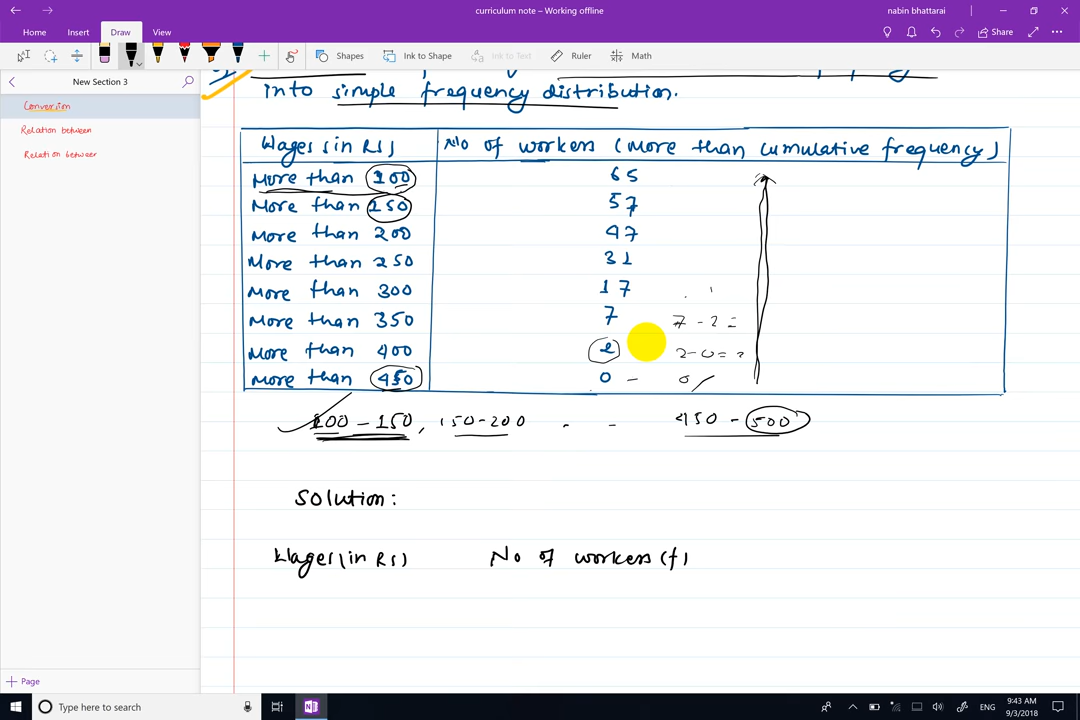 curriculum note – Working offline
nabin bhattarai
Home Insert Draw View
Share
Shapes
Ink to Shape
Ink to Text
Ruler
Math
New Section 3
Conversion
Relation between
Relation betweer
into simple frequency distribution.
Wages(in Rs) No of workers (More than cumulative frequency)
More than 100 65
More than 150 57
More than 200 47
More than 250 31
More than 300 17
More than 350 7 7-2=
More than 400 2 2-0=2
More than 450 0 - 0
100-150, 150-200 . - 450-500
Solution:
Wages(in Rs) No of workers(f)
+ Page
Type here to search
ENG
9:43 AM
9/3/2018